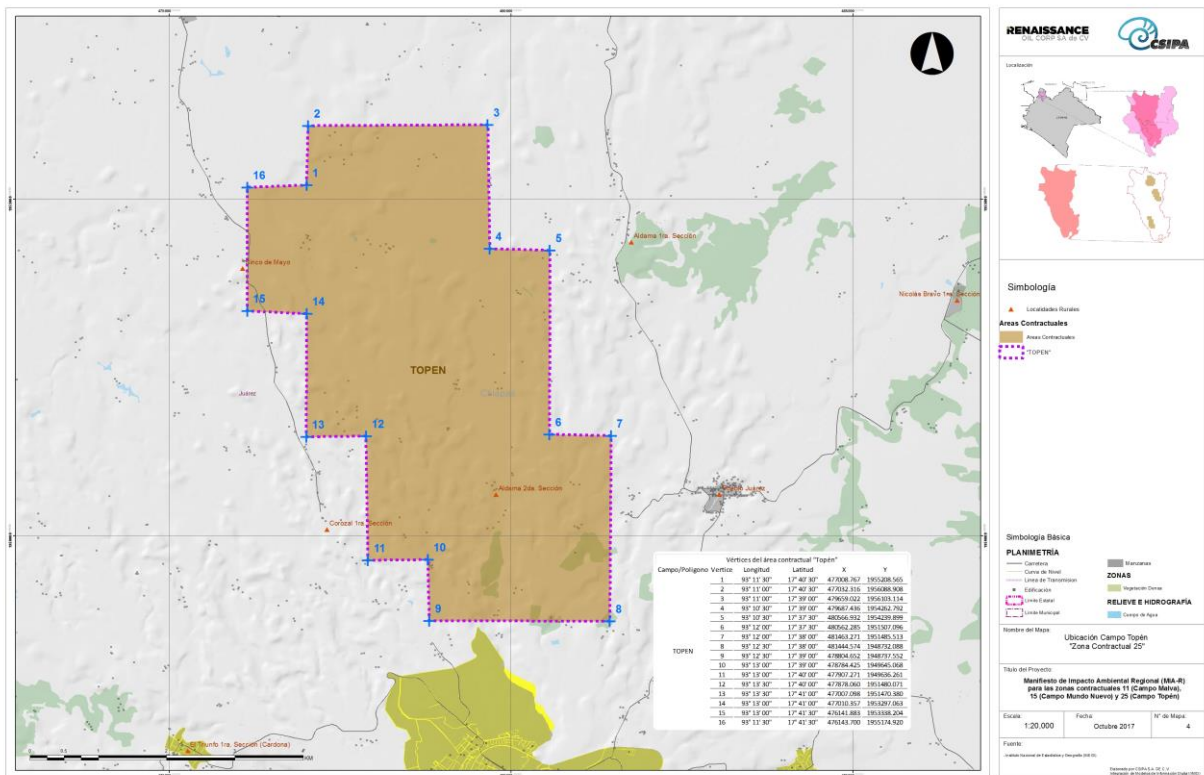 2
3
16
1
4
5
Aldama 1ra. Sección
Nicolás Bravo 1ra. Sección
15
14
TOPEN
Juárez
13
12
6
7
Aldama 2da. Sección
Corozal 1ra. Sección
11
10
9
8
El Triunfo 1ra. Sección (Cardona)
Vértices del área contractual "Topén"
Campo/Polígono Vertice Longitud Latitud X Y
1 93° 11' 30" 17° 40' 30" 477008.767 1955208.565
2 93° 11' 00" 17° 40' 30" 477032.316 1956088.908
3 93° 11' 00" 17° 39' 00" 479659.022 1956103.114
4 93° 10' 30" 17° 39' 00" 479687.436 1954262.792
5 93° 10' 30" 17° 37' 30" 480566.932 1954239.899
6 93° 12' 00" 17° 37' 30" 480562.285 1951507.096
7 93° 12' 00" 17° 38' 00" 481463.271 1951485.513
8 93° 12' 30" 17° 38' 00" 481444.574 1948732.088
9 93° 12' 30" 17° 39' 00" 478804.652 1948737.552
TOPEN
10 93° 13' 00" 17° 39' 00" 478784.425 1949645.068
11 93° 13' 00" 17° 40' 00" 477907.271 1949636.261
12 93° 13' 30" 17° 40' 00" 477878.060 1951480.071
13 93° 13' 30" 17° 41' 00" 477007.098 1951470.380
14 93° 13' 00" 17° 41' 00" 477010.357 1953297.063
15 93° 13' 00" 17° 41' 30" 476141.883 1953338.204
16 93° 11' 30" 17° 41' 30" 476143.700 1955174.920
RENAISSANCE
OIL CORP SA de CV
CSIPA
Localización
Simbología
Localidades Rurales
Areas Contractuales
Areas Contractuales
"TOPEN"
Simbología Básica
PLANIMETRÍA
Carretera
Curva de Nivel
Linea de Transmision
Edificación
Limite Estatal
Limite Municipal
Manzanas
ZONAS
Vegetación Densa
RELIEVE E HIDROGRAFÍA
Cuerpo de Agua
Nombre del Mapa:
Ubicación Campo Topén
"Zona Contractual 25"
Título del Proyecto:
Manifiesto de Impacto Ambiental Regional (MIA-R)
para las zonas contractuales 11 (Campo Malva),
15 (Campo Mundo Nuevo) y 25 (Campo Topén)
Escala:
1:20,000
Fecha:
Octubre 2017
N° de Mapa:
4
Fuente: